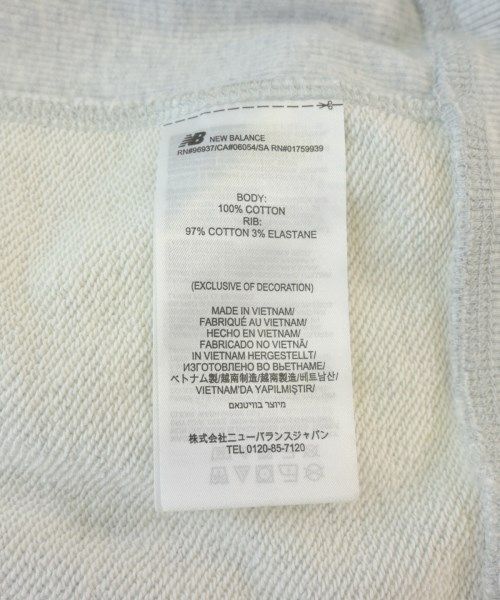 NB NEW BALANCE
RN#96937/CA#06054/SA RN#01759939
BODY:
100% COTTON
RIB:
97% COTTON 3% ELASTANE
(EXCLUSIVE OF DECORATION)
MADE IN VIETNAM/
FABRIQUÉ AU VIETNAM/
HECHO EN VIETNAM/
FABRICADO NO VIETNÃ/
IN VIETNAM HERGESTELLT/
ИЗГОТОВЛЕНО ВО ВЬЕТНАМЕ/
ベトナム製/越南制造/越南製造/베트남산/
VIETNAM'DA YAPILMIŞTIR/
מיוצר בוויטנאם
株式会社ニューバランスジャパン
TEL 0120-85-7120